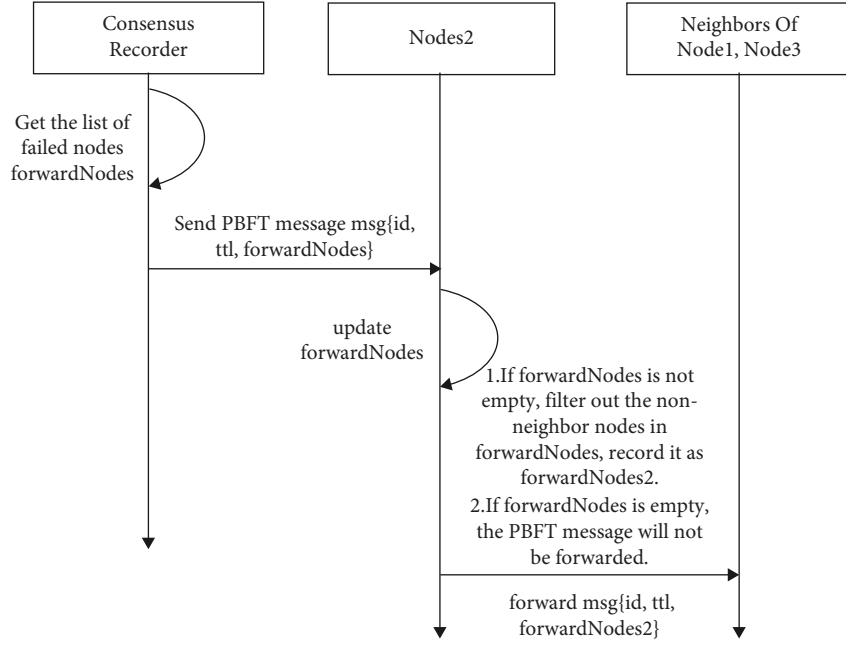 Consensus
Recorder
Nodes2
Neighbors Of
Node1, Node3
Get the list of
failed nodes
forwardNodes
Send PBFT message msg{id,
ttl, forwardNodes}
update
forwardNodes
1.If forwardNodes is not
empty, filter out the non-
neighbor nodes in
forwardNodes, record it as
forwardNodes2.
2.If forwardNodes is empty,
the PBFT message will not
be forwarded.
forward msg{id, ttl,
forwardNodes2}